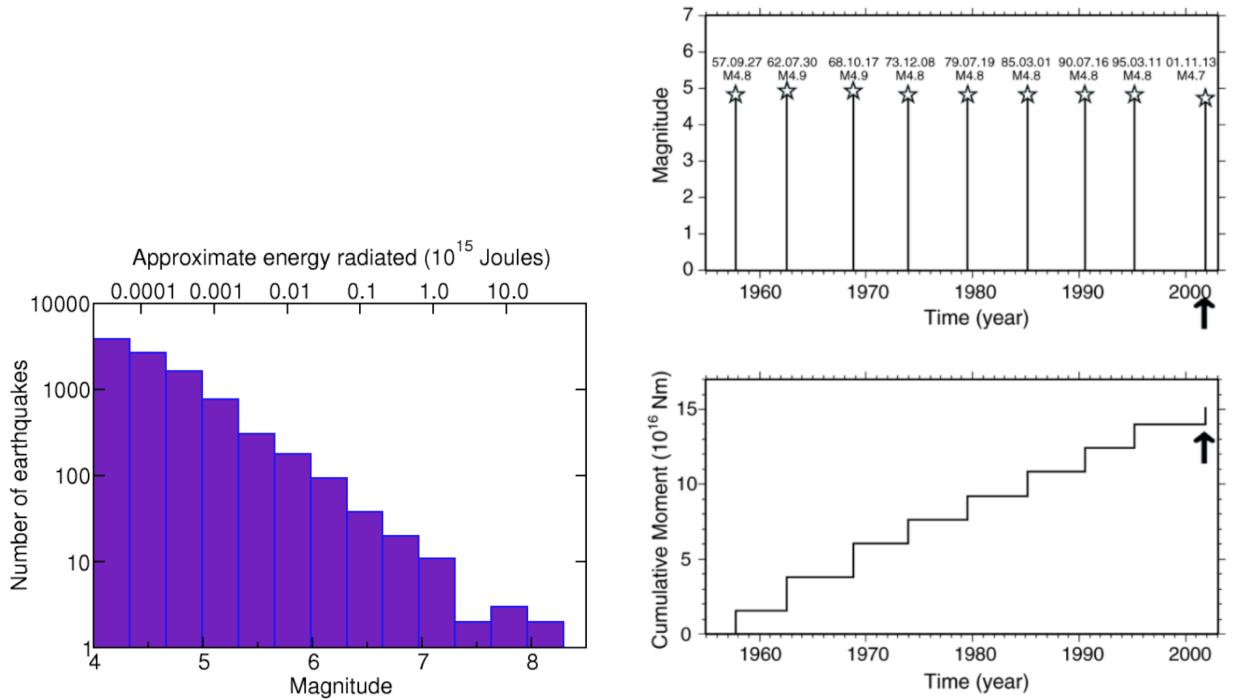 Approximate energy radiated (10^15 Joules)
0.0001 0.001 0.01 0.1 1.0 10.0
10000
1000
100
10
1
Number of earthquakes
4 5 6 7 8
Magnitude
7
6
5
4
3
2
1
0
Magnitude
57.09.27 62.07.30 68.10.17 73.12.08 79.07.19 85.03.01 90.07.16 95.03.11 01.11.13
M4.8 M4.9 M4.9 M4.8 M4.8 M4.8 M4.8 M4.8 M4.7
1960 1970 1980 1990 2000
Time (year)
15
10
5
0
Cumulative Moment (10^16 Nm)
1960 1970 1980 1990 2000
Time (year)